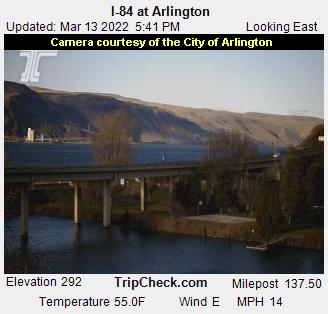 I-84 at Arlington
Updated: Mar 13 2022 5:41 PM Looking East
Camera courtesy of the City of Arlington
Elevation 292 TripCheck.com Milepost 137.50
Temperature 55.0F Wind E MPH 14